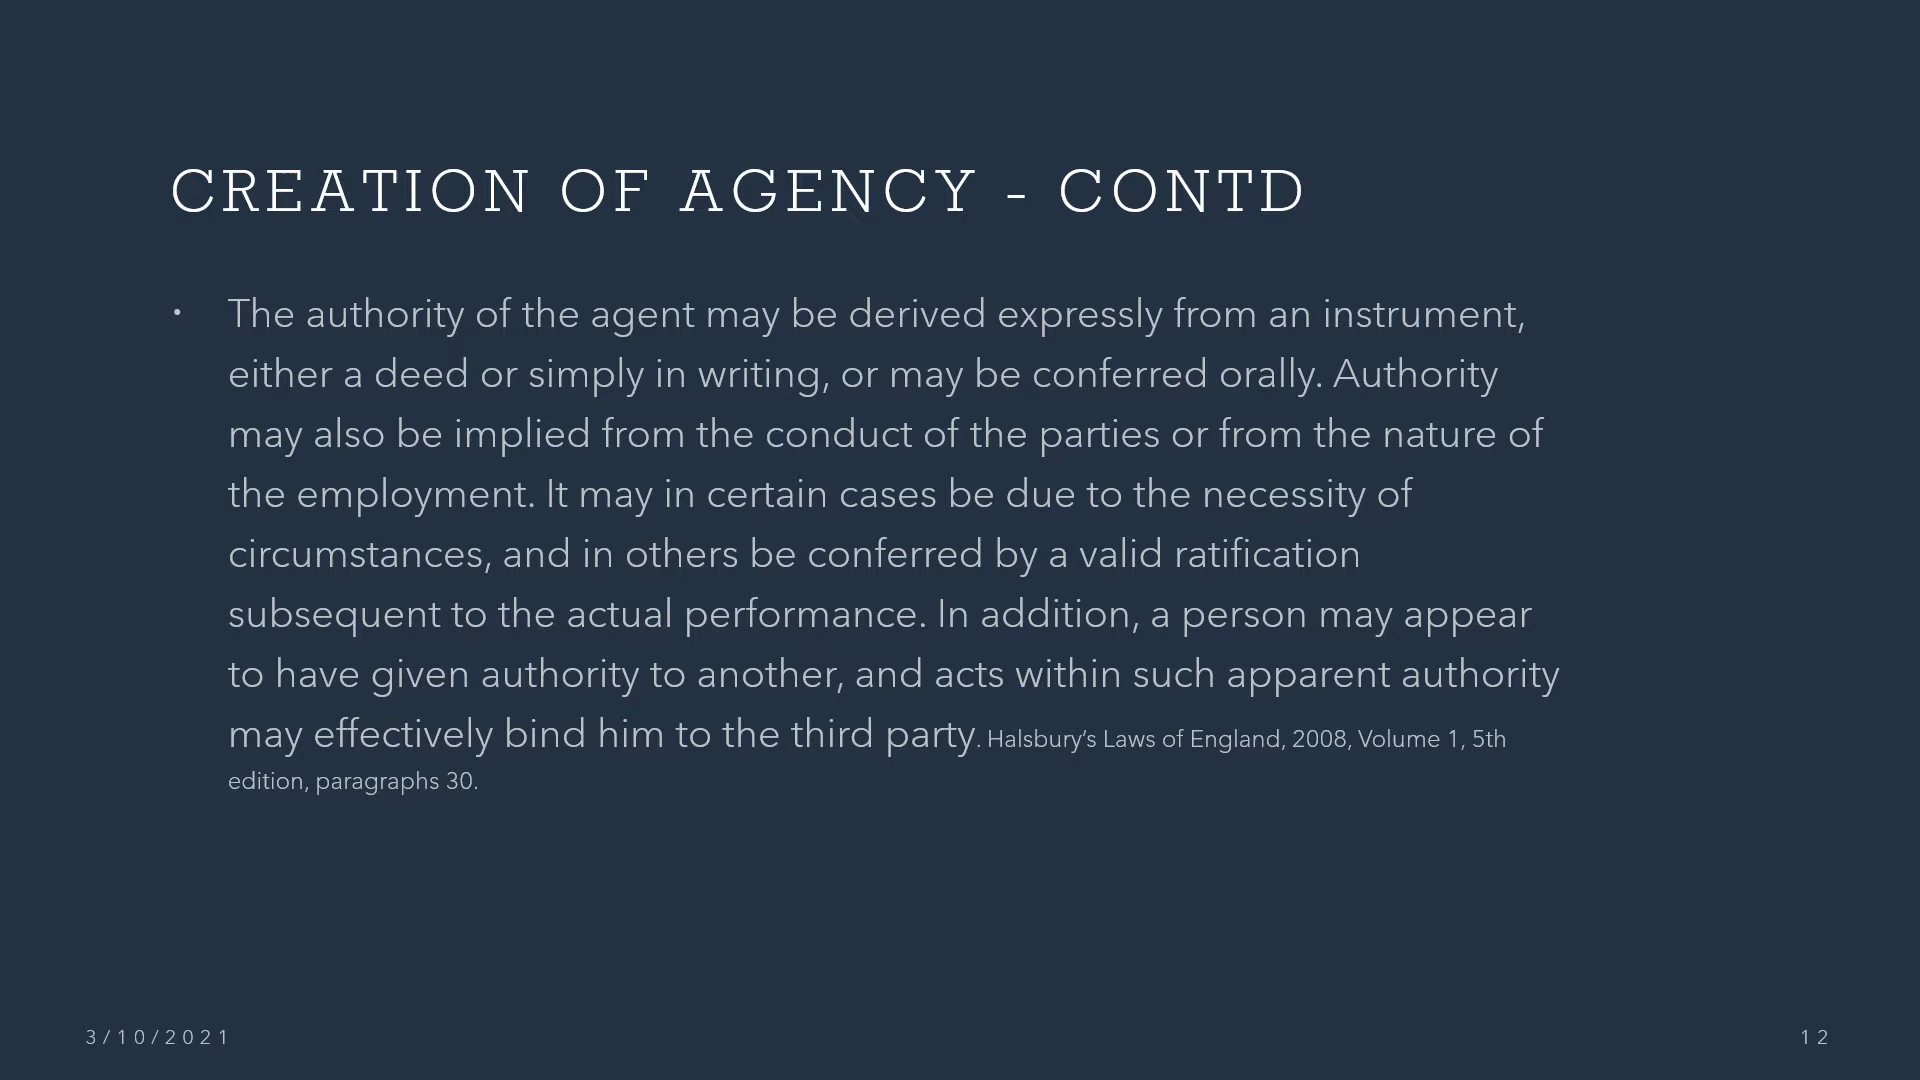 CREATION OF AGENCY - CONTD
• The authority of the agent may be derived expressly from an instrument,
either a deed or simply in writing, or may be conferred orally. Authority
may also be implied from the conduct of the parties or from the nature of
the employment. It may in certain cases be due to the necessity of
circumstances, and in others be conferred by a valid ratification
subsequent to the actual performance. In addition, a person may appear
to have given authority to another, and acts within such apparent authority
may effectively bind him to the third party. Halsbury’s Laws of England, 2008, Volume 1, 5th
edition, paragraphs 30.
3/10/2021
12